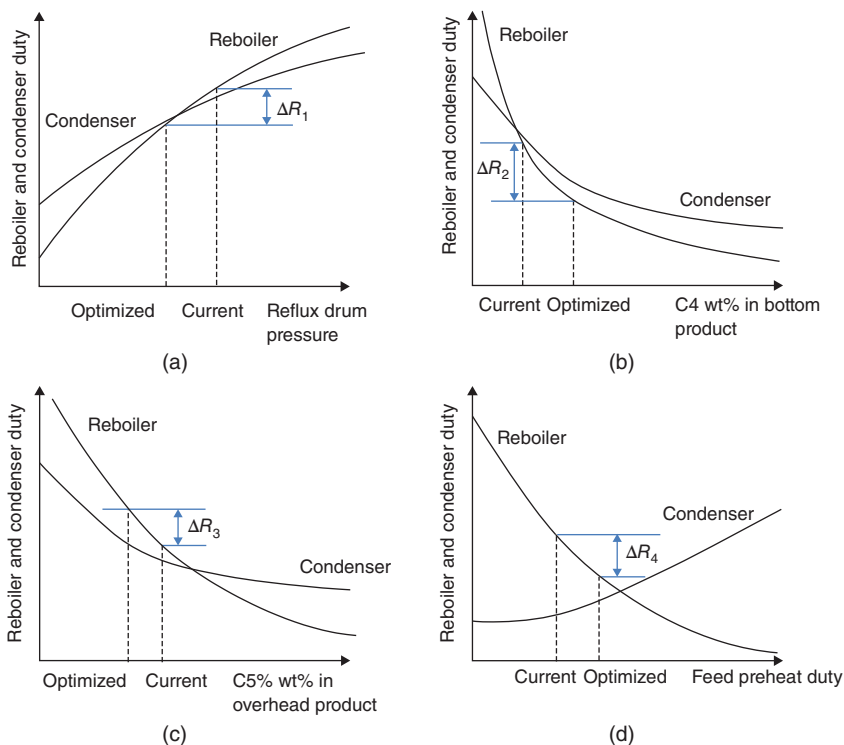 Reboiler and condenser duty
Reboiler
Condenser
ΔR1
Optimized
Current
Reflux drum
pressure
(a)
Reboiler and condenser duty
Reboiler
Condenser
ΔR2
Current
Optimized
C4 wt% in bottom
product
(b)
Reboiler and condenser duty
Reboiler
Condenser
ΔR3
Optimized
Current
C5% wt% in
overhead product
(c)
Reboiler and condenser duty
Reboiler
Condenser
ΔR4
Current
Optimized
Feed preheat duty
(d)